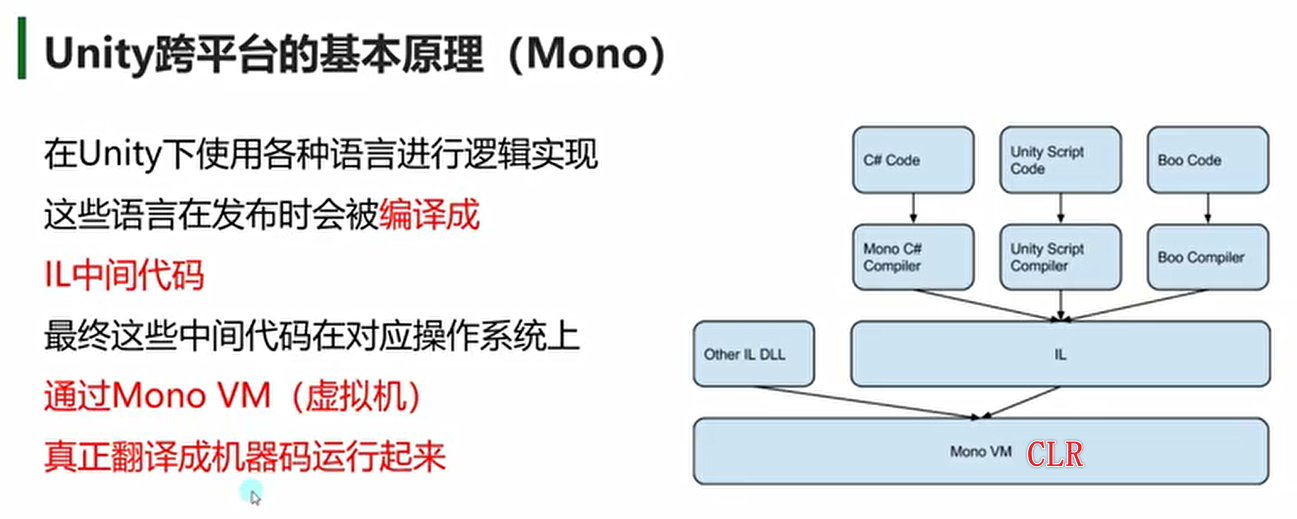 Unity跨平台的基本原理（Mono）
在Unity下使用各种语言进行逻辑实现
这些语言在发布时会被编译成
IL中间代码
最终这些中间代码在对应操作系统上
通过Mono VM（虚拟机）
真正翻译成机器码运行起来
C# Code
Unity Script
Code
Boo Code
Mono C#
Compiler
Unity Script
Compiler
Boo Compiler
Other IL DLL
IL
Mono VM CLR